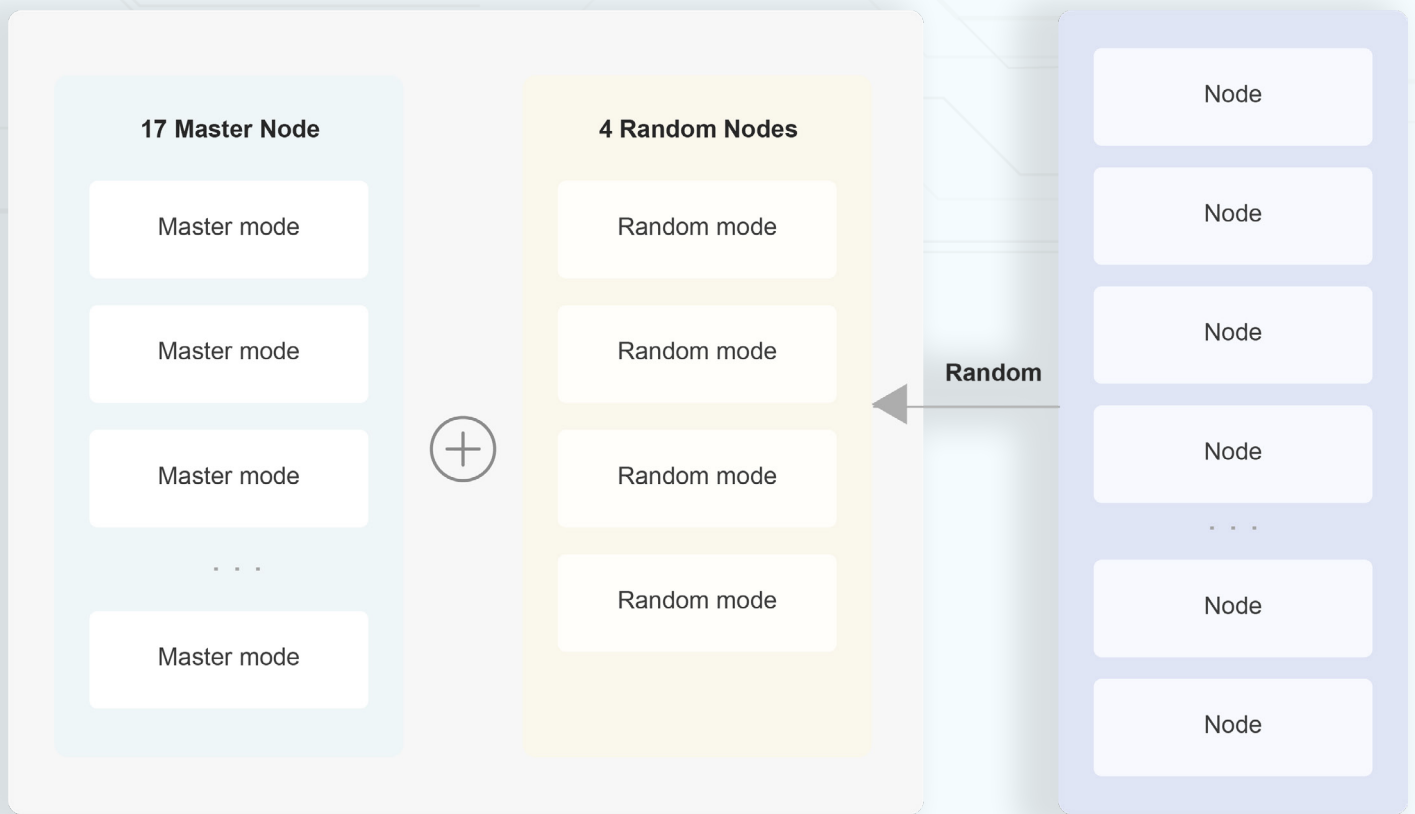 17 Master Node
Master mode
Master mode
Master mode
. . .
Master mode
4 Random Nodes
Random mode
Random mode
Random mode
Random mode
Random
Node
Node
Node
Node
. . .
Node
Node